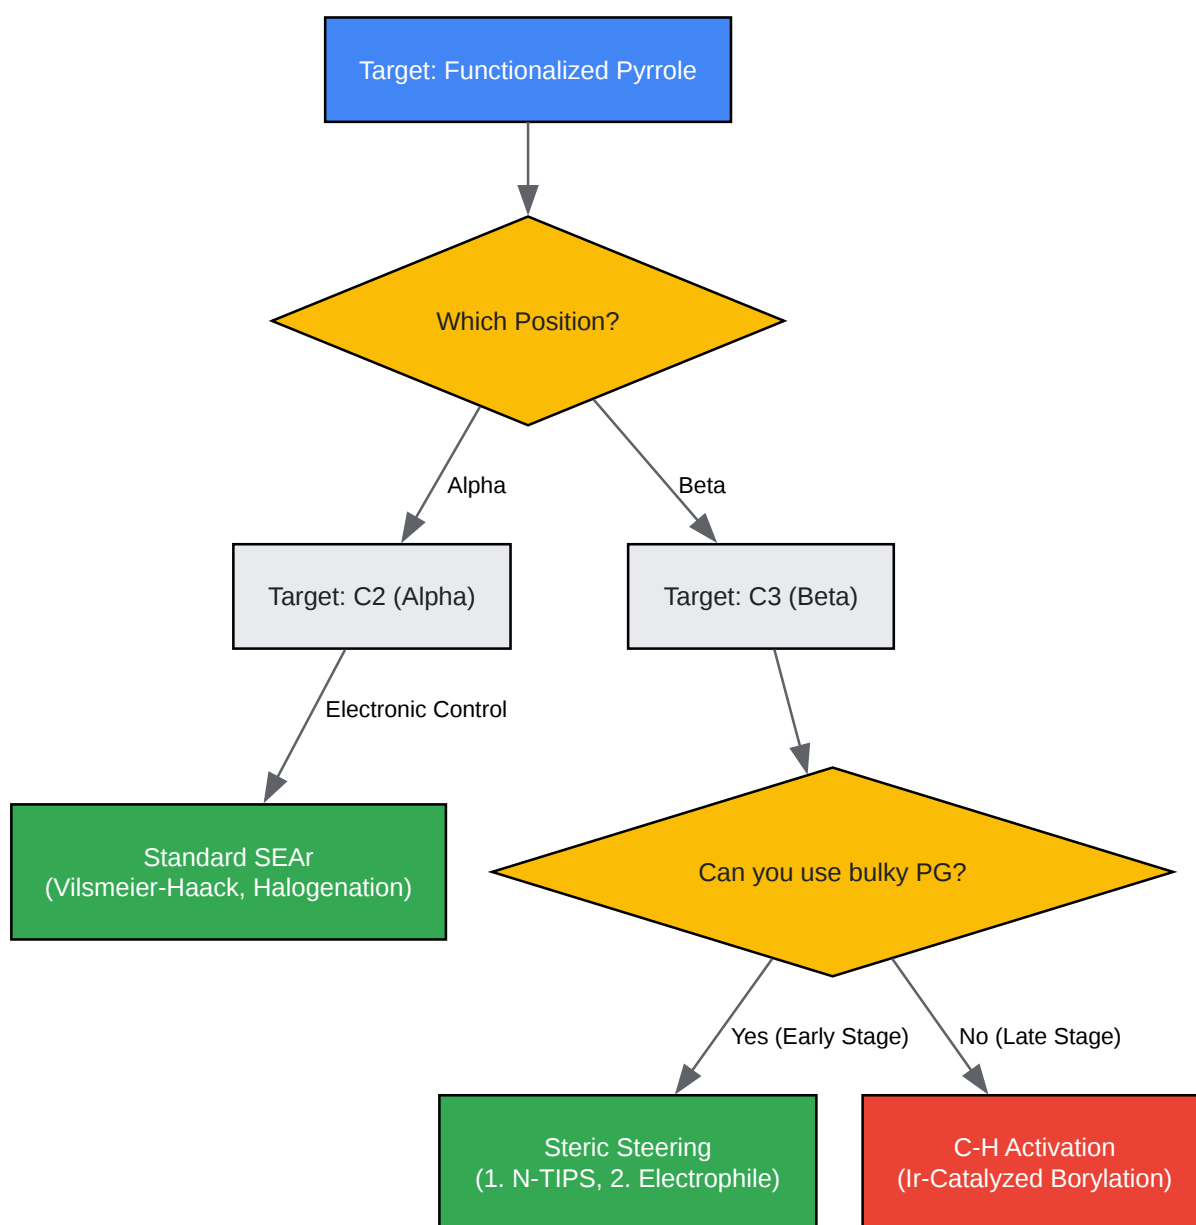 Target: Functionalized Pyrrole
Which Position?
Alpha
Beta
Target: C2 (Alpha)
Target: C3 (Beta)
Electronic Control
Standard SEAr
(Vilsmeier-Haack, Halogenation)
Can you use bulky PG?
Yes (Early Stage)
No (Late Stage)
Steric Steering
(1. N-TIPS, 2. Electrophile)
C-H Activation
(Ir-Catalyzed Borylation)